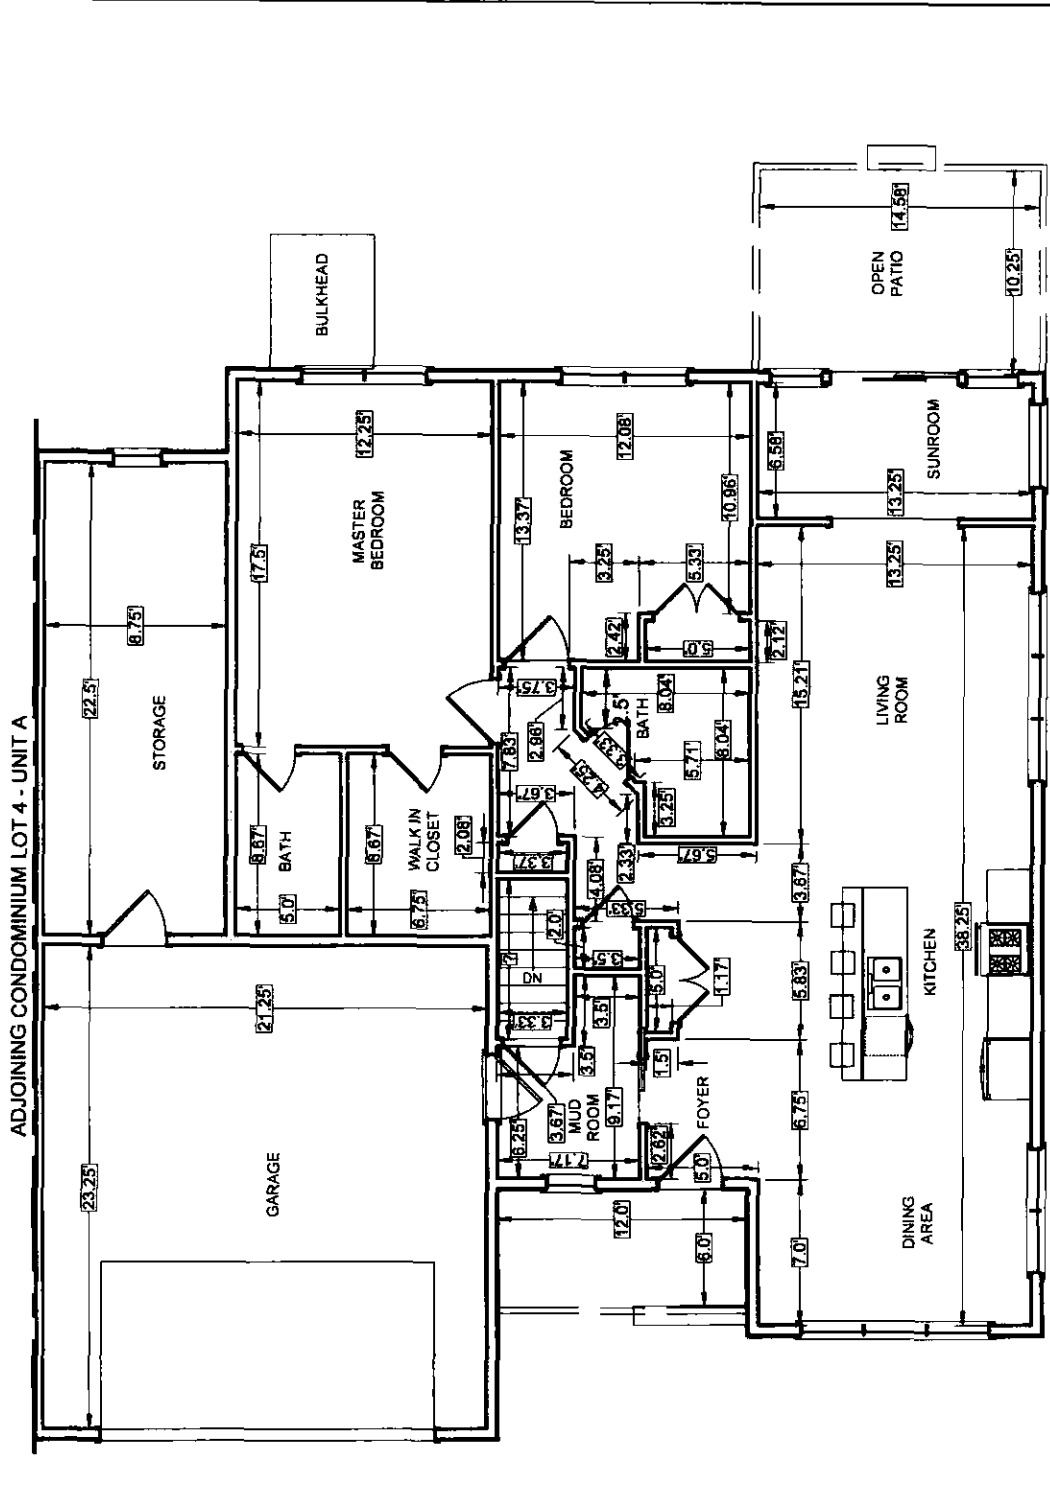 ADJOINING CONDOMINIUM LOT 4 - UNIT A
STORAGE
22.5'
8.75'
GARAGE
23.25'
21.25'
BULKHEAD
MASTER
BEDROOM
17.5'
12.25'
BATH
8.67'
5.0'
WALK IN
CLOSET
8.67'
6.75'
2.08'
BEDROOM
13.37'
12.08'
10.96'
3.25'
5.33'
2.42'
5.0'
2.12'
3.75'
7.83'
2.96'
3.67'
4.25'
3.37'
BATH
2.5'
8.04'
8.04'
5.71'
3.25'
2.33'
4.08'
5.67'
5.33'
2.0'
3.5'
DN
3.33'
MUD
ROOM
6.25'
3.67'
7.17'
9.17'
3.5'
3.5'
5.0'
1.17'
1.5'
FOYER
2.62'
5.0'
12.0'
6.0'
OPEN
PATIO
14.58'
10.25'
SUNROOM
6.58'
13.25'
LIVING
ROOM
13.25'
15.21'
3.67'
38.25'
KITCHEN
5.83'
6.75'
DINING
AREA
7.0'